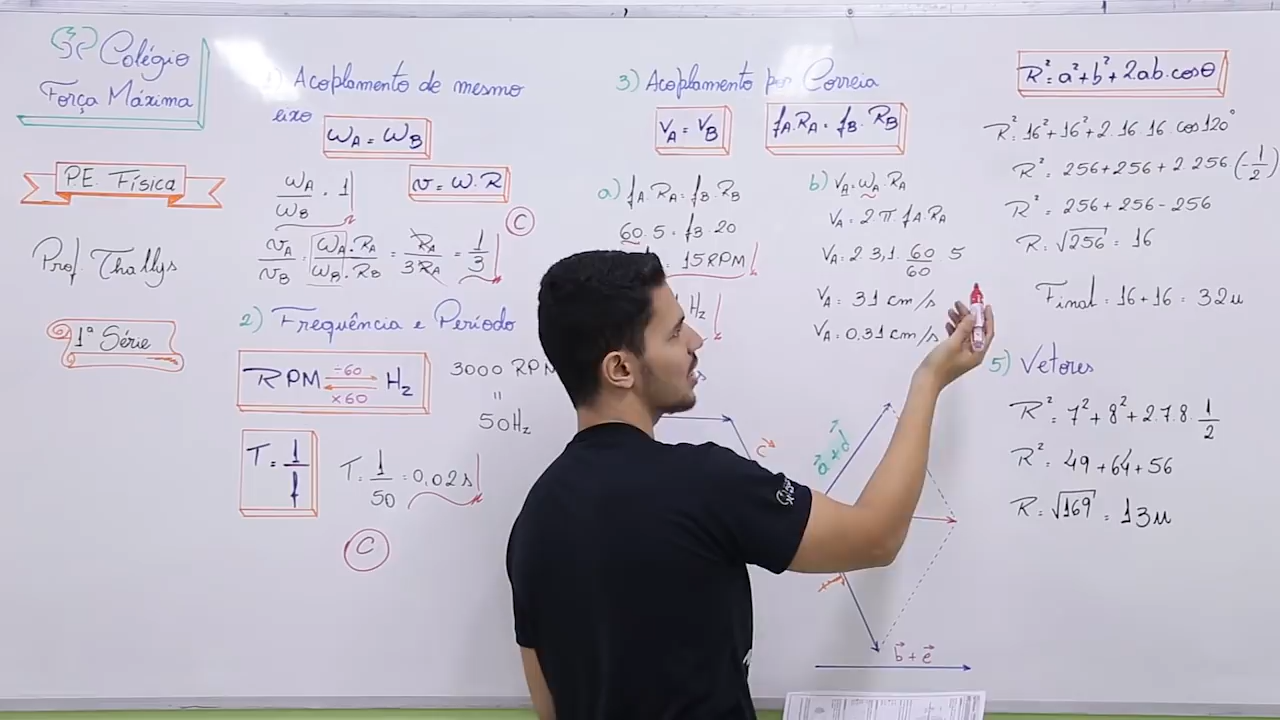 Colégio
Força Máxima
P.E. Física
Prof. Thallys
1ª Série
1) Acoplamento de mesmo
eixo
ωA = ωB
ωA/ωB = 1
v = ω.R
vA/vB = ωA.RA/ωB.RB = RA/3RA = 1/3
C
2) Frequência e Período
RPM ÷60 ×60 Hz
3000 RPM
=
50Hz
T = 1/f
T = 1/50 = 0,02 s
C
3) Acoplamento por Correia
VA = VB
fA.RA = fB.RB
a) fA.RA = fB.RB
60.5 = fB.20
= 15RPM
Hz
b) VA = ωA.RA
VA = 2.π fA.RA
VA = 2.3,1.60/60.5
VA = 31 cm/s
VA = 0,31 cm/s
c
a + d
b + e
R² = a² + b² + 2ab.cosθ
R² = 16² + 16² + 2.16.16.cos120°
R² = 256 + 256 + 2.256.(-1/2)
R² = 256 + 256 - 256
R = √256 = 16
Final = 16 + 16 = 32u
5) Vetores
R² = 7² + 8² + 2.7.8.1/2
R² = 49 + 64 + 56
R = √169 = 13u